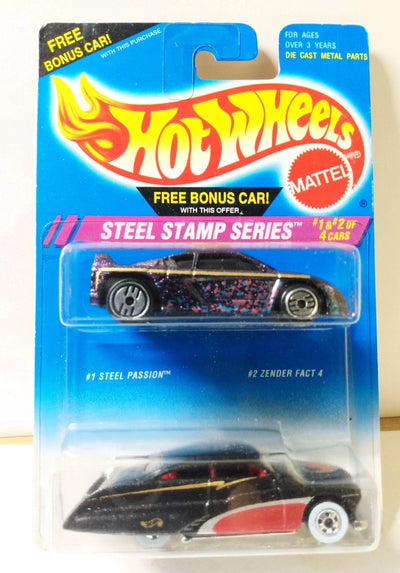 FREE
BONUS CAR!
WITH THIS PURCHASE
FOR AGES
OVER 3 YEARS
DIE CAST METAL PARTS
HOT WHEELS®
MATTEL
®
FREE BONUS CAR!
WITH THIS OFFER
STEEL STAMP SERIES™
#1 & #2 OF
4 CARS
#1 STEEL PASSION™
#2 ZENDER FACT 4